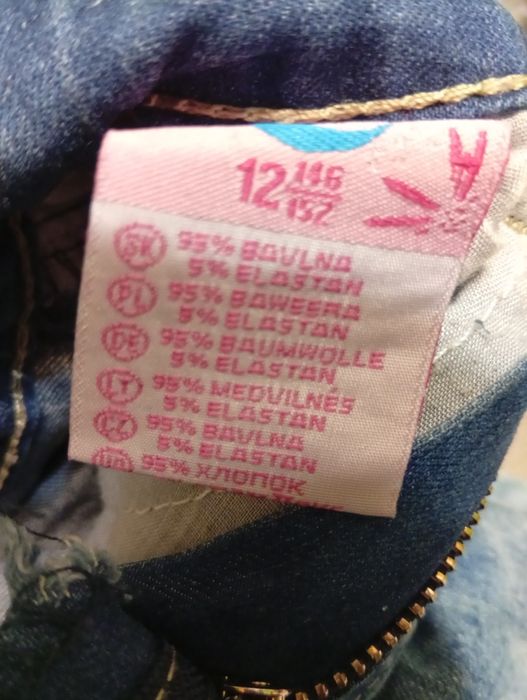 12 146
152
SK 95% BAVLNA
5% ELASTAN
PL 95% BAWEEŁNA
5% ELASTAN
DE 95% BAUMWOLLE
5% ELASTAN
LT 95% MEDVILNĖS
5% ELASTAN
CZ 95% BAVLNA
5% ELASTAN
95% ХЛОПОК